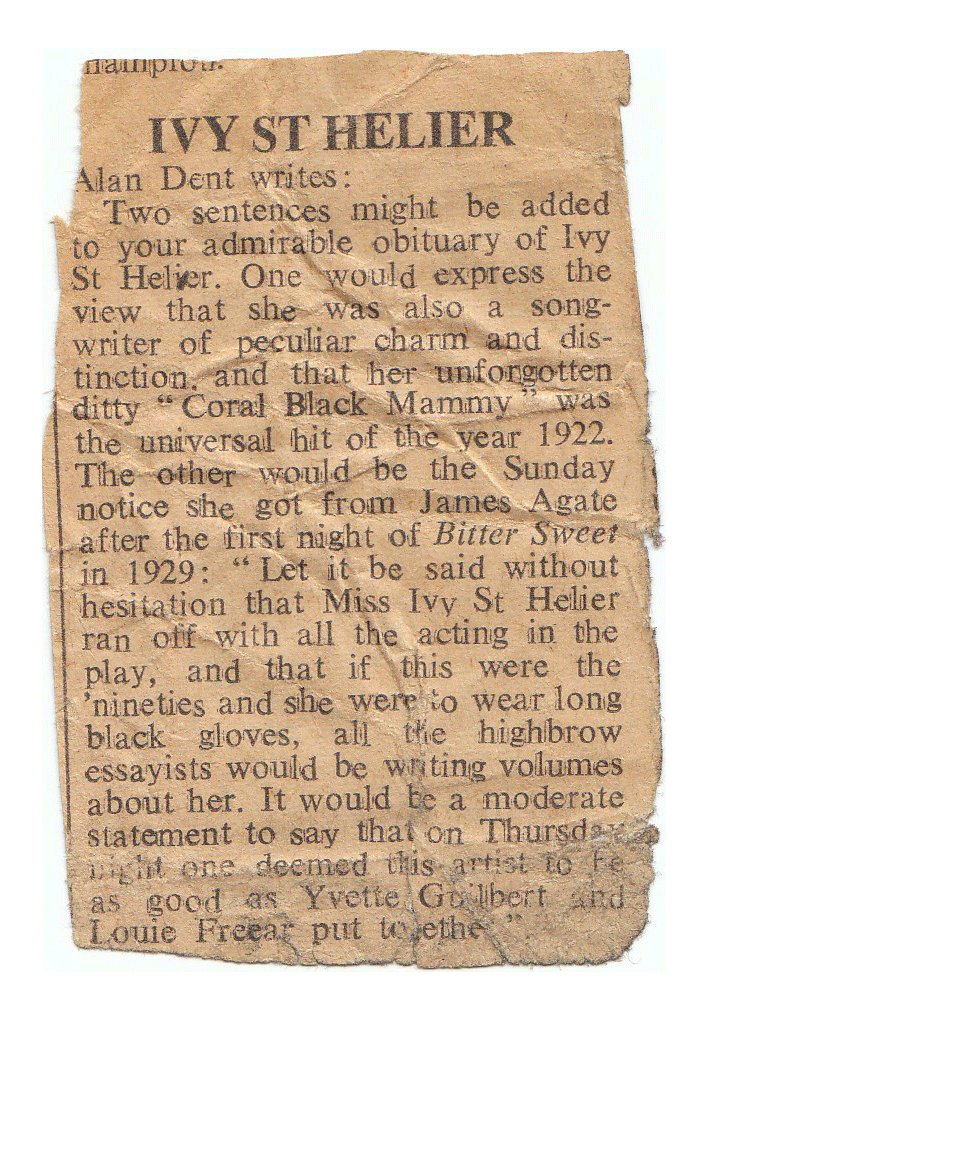 IVY ST HELIER
Alan Dent writes:
Two sentences might be added
to your admirable obituary of Ivy
St Helier. One would express the
view that she was also a song-
writer of peculiar charm and dis-
tinction, and that her unforgotten
ditty “Coral Black Mammy” was
the universal hit of the year 1922.
The other would be the Sunday
notice she got from James Agate
after the first night of Bitter Sweet
in 1929: “Let it be said without
hesitation that Miss Ivy St Helier
ran off with all the acting in the
play, and that if this were the
'nineties and she were to wear long
black gloves, all the highbrow
essayists would be writing volumes
about her. It would be a moderate
statement to say that on Thursday
night one deemed this artist to be
as good as Yvette Guilbert and
Louie Freear put together”